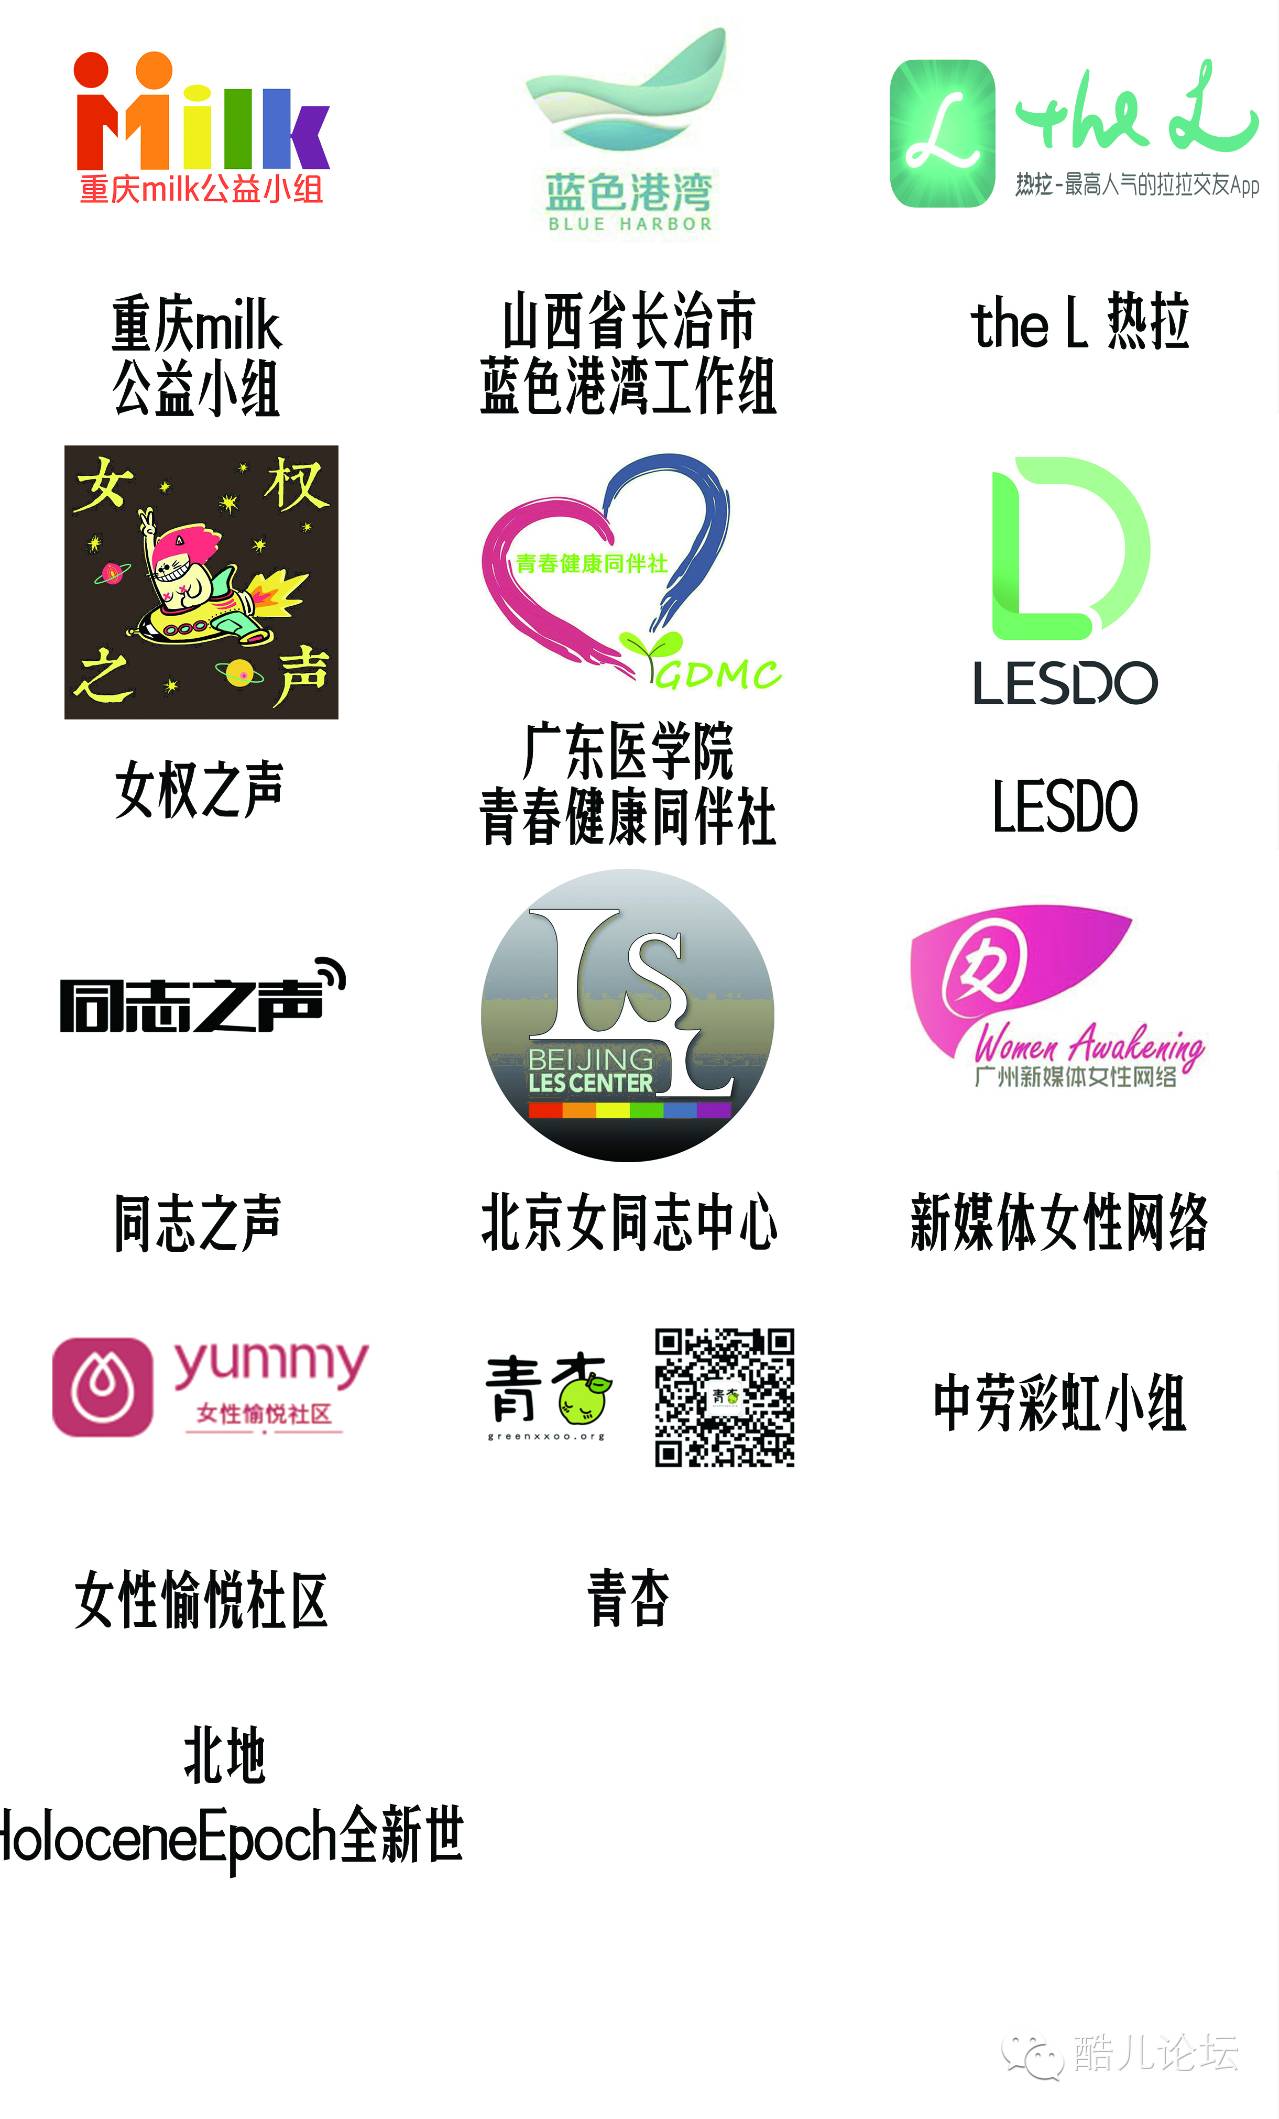 milk
重庆milk公益小组
蓝色港湾
BLUE HARBOR
L
the L
热拉-最高人气的拉拉交友App
重庆milk
公益小组
山西省长治市
蓝色港湾工作组
the L 热拉
女权
之声
青春健康同伴社
GDMC
LESDO
女权之声
广东医学院
青春健康同伴社
LESDO
同志之声
LSL
BEIJING
LES CENTER
女
Women Awakening
广州新媒体女性网络
同志之声
北京女同志中心
新媒体女性网络
yummy
女性愉悦社区
青杏
greenxxoo.org
青杏
中劳彩虹小组
女性愉悦社区
青杏
北地
HoloceneEpoch全新世
酷儿论坛